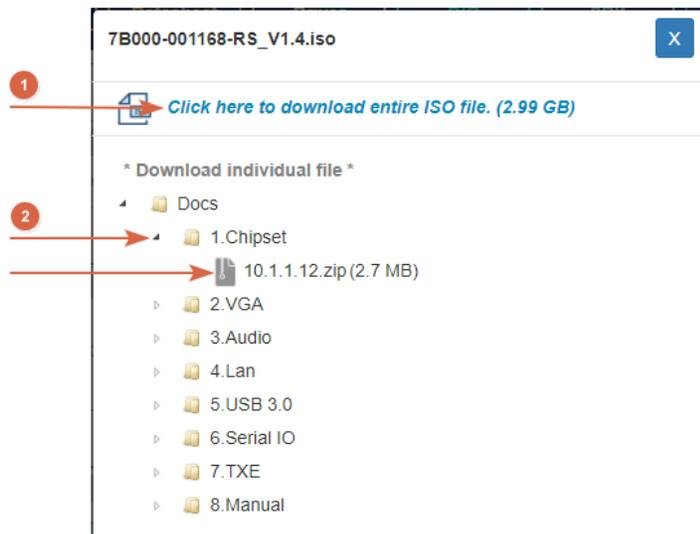 7B000-001168-RS_V1.4.iso
X
1
Click here to download entire ISO file. (2.99 GB)
* Download individual file *
Docs
2
1.Chipset
10.1.1.12.zip (2.7 MB)
2.VGA
3.Audio
4.Lan
5.USB 3.0
6.Serial IO
7.TXE
8.Manual